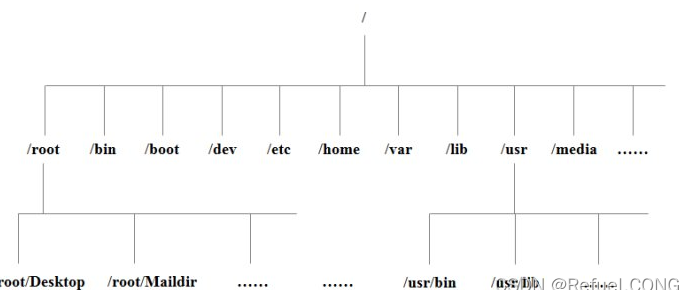 /
/root /bin /boot /dev /etc /home /var /lib /usr /media ……
root/Desktop /root/Maildir …… …… /usr/bin /usr/lib ……
CSDN @Refuel.CONG